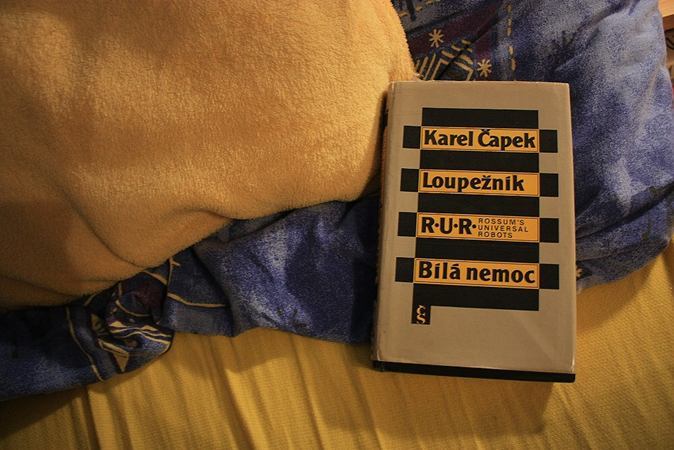 Karel Čapek
Loupežník
R·U·R· ROSSUM'S
UNIVERSAL
ROBOTS
Bílá nemoc